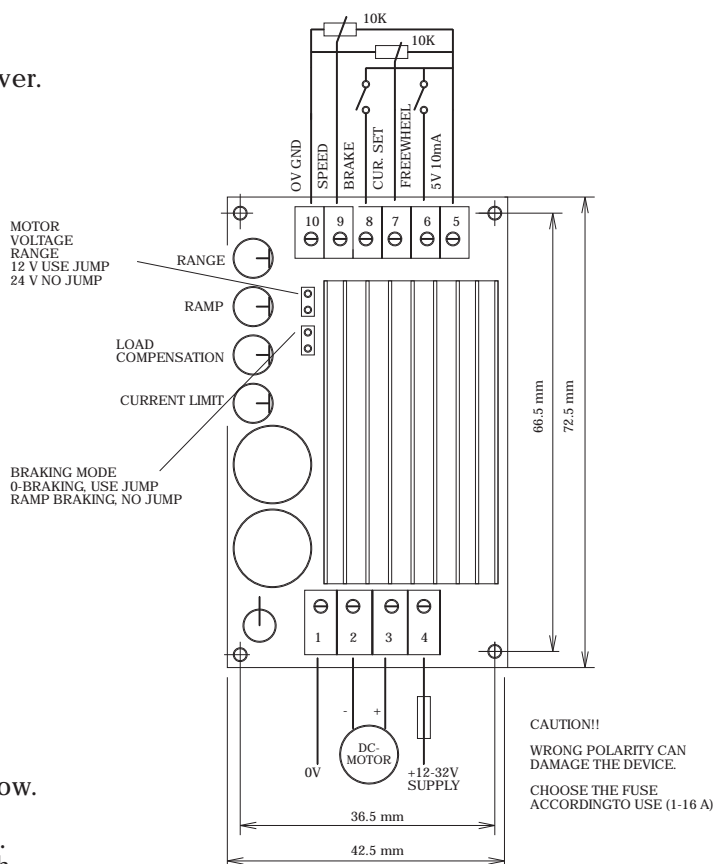 10K
10K
ver.
OV GND
SPEED
BRAKE
CUR. SET
FREEWHEEL
5V 10mA
10 9 8 7 6 5
MOTOR
VOLTAGE
RANGE
12 V USE JUMP
24 V NO JUMP
RANGE
RAMP
LOAD
COMPENSATION
CURRENT LIMIT
66.5 mm
72.5 mm
BRAKING MODE
0-BRAKING, USE JUMP
RAMP BRAKING, NO JUMP
1 2 3 4
- +
DC-
MOTOR
0V
+12-32V
SUPPLY
CAUTION!!
WRONG POLARITY CAN
DAMAGE THE DEVICE.
CHOOSE THE FUSE
ACCORDINGTO USE (1-16 A)
ow.
36.5 mm
42.5 mm